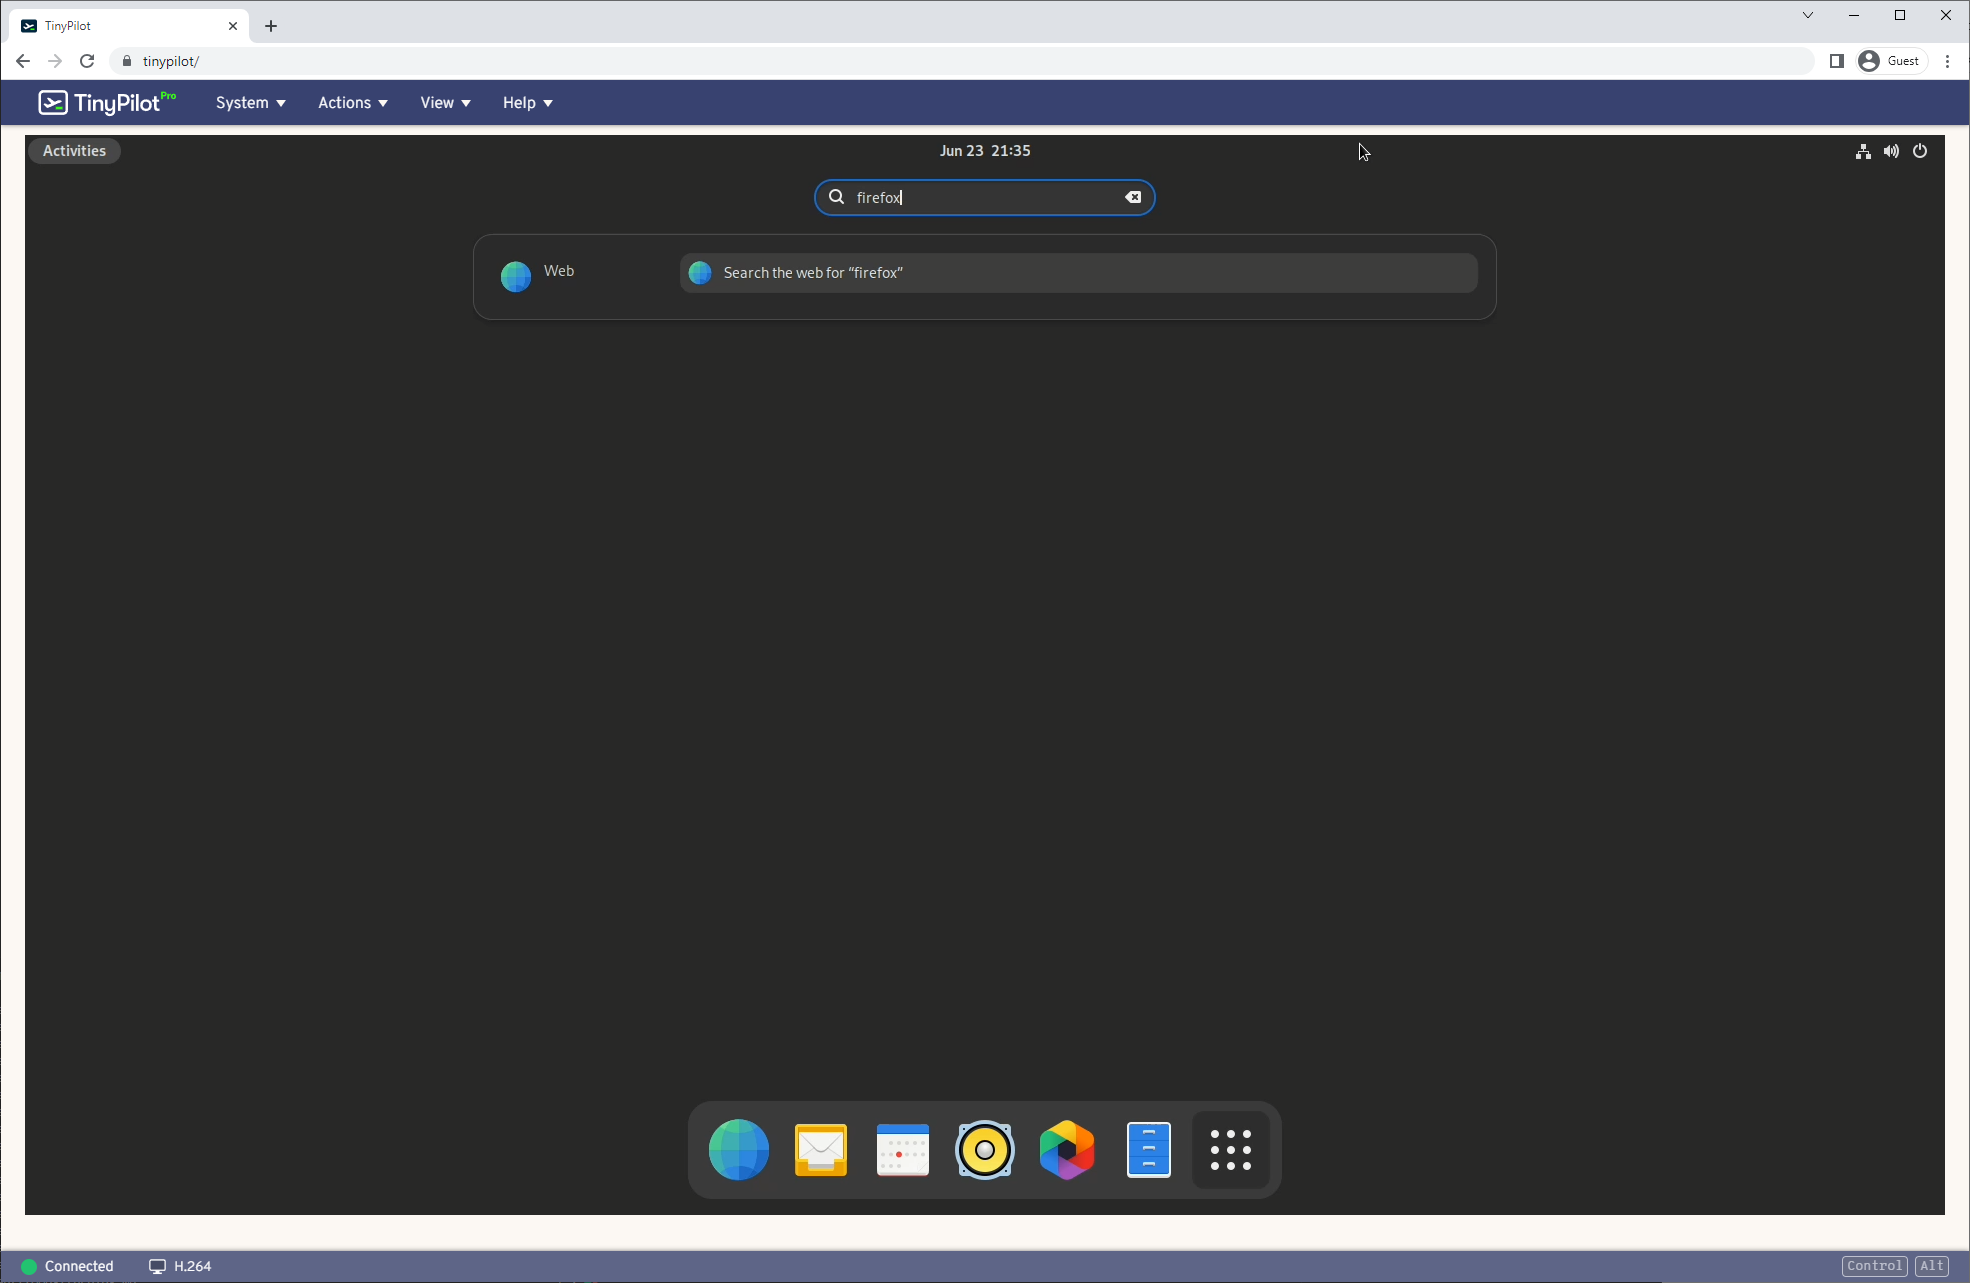 TinyPilot
tinypilot/
Guest
TinyPilot Pro
System
Actions
View
Help
Activities
Jun 23 21:35
firefox
Web
Search the web for “firefox”
Connected
H.264
Control
Alt